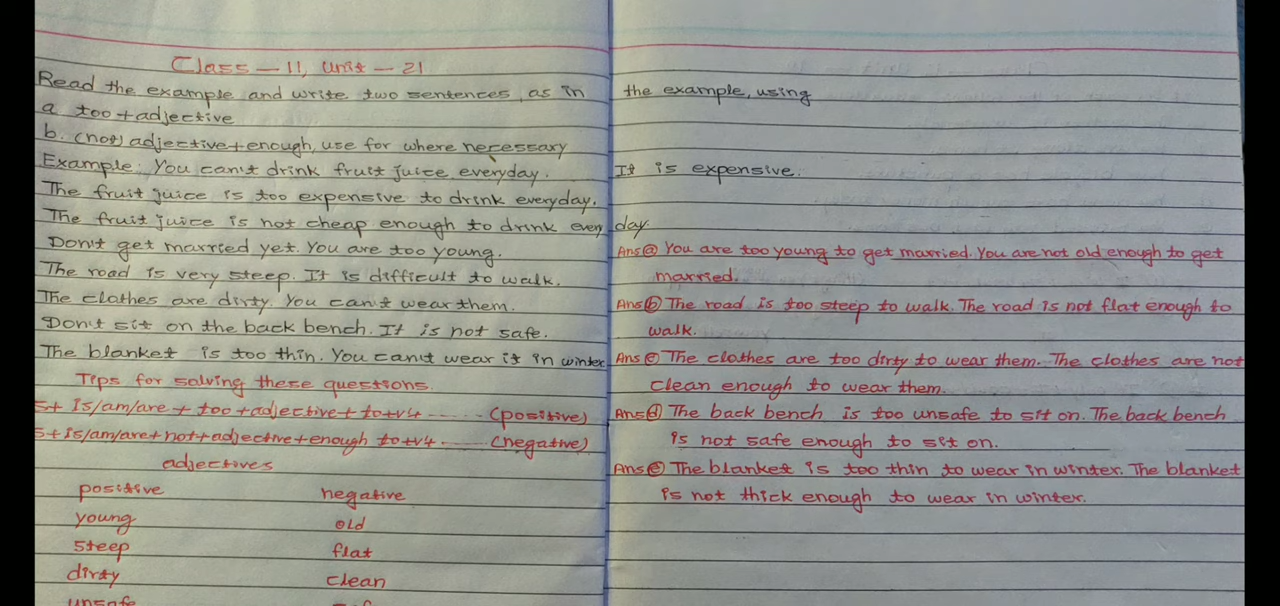 Class - 11, Unit - 21
Read the example and write two sentences, as in the example, using
a too+adjective
b. (not) adjective+enough, use for where necessary
Example: You can't drink fruit juice everyday. It is expensive.
The fruit juice is too expensive to drink everyday.
The fruit juice is not cheap enough to drink every day.
Don't get married yet. You are too young.
The road is very steep. It is difficult to walk.
The clothes are dirty. You can't wear them.
Don't sit on the back bench. It is not safe.
The blanket is too thin. You can't wear it in winter
Tips for solving these questions.
S+ is/am/are + too+adjective+ to+v4 ...... (positive)
S+is/am/are+not+adjective+enough to+v4 ...... (negative)
adjectives
positive negative
young old
steep flat
dirty clean
unsafe
Ans ⓐ You are too young to get married. You are not old enough to get
married.
Ans ⓑ The road is too steep to walk. The road is not flat enough to
walk.
Ans ⓒ The clothes are too dirty to wear them. The clothes are not
clean enough to wear them.
Ans ⓓ The back bench is too unsafe to sit on. The back bench
is not safe enough to sit on.
Ans ⓔ The blanket is too thin to wear in winter. The blanket
is not thick enough to wear in winter.